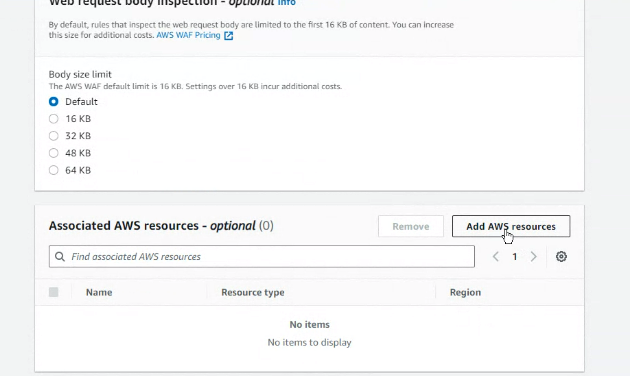 Web request body inspection - optional Info
By default, rules that inspect the web request body are limited to the first 16 KB of content. You can increase
this size for additional costs. AWS WAF Pricing
Body size limit
The AWS WAF default limit is 16 KB. Settings over 16 KB incur additional costs.
Default
16 KB
32 KB
48 KB
64 KB
Associated AWS resources - optional (0)
Remove
Add AWS resources
Find associated AWS resources
1
Name
Resource type
Region
No items
No items to display